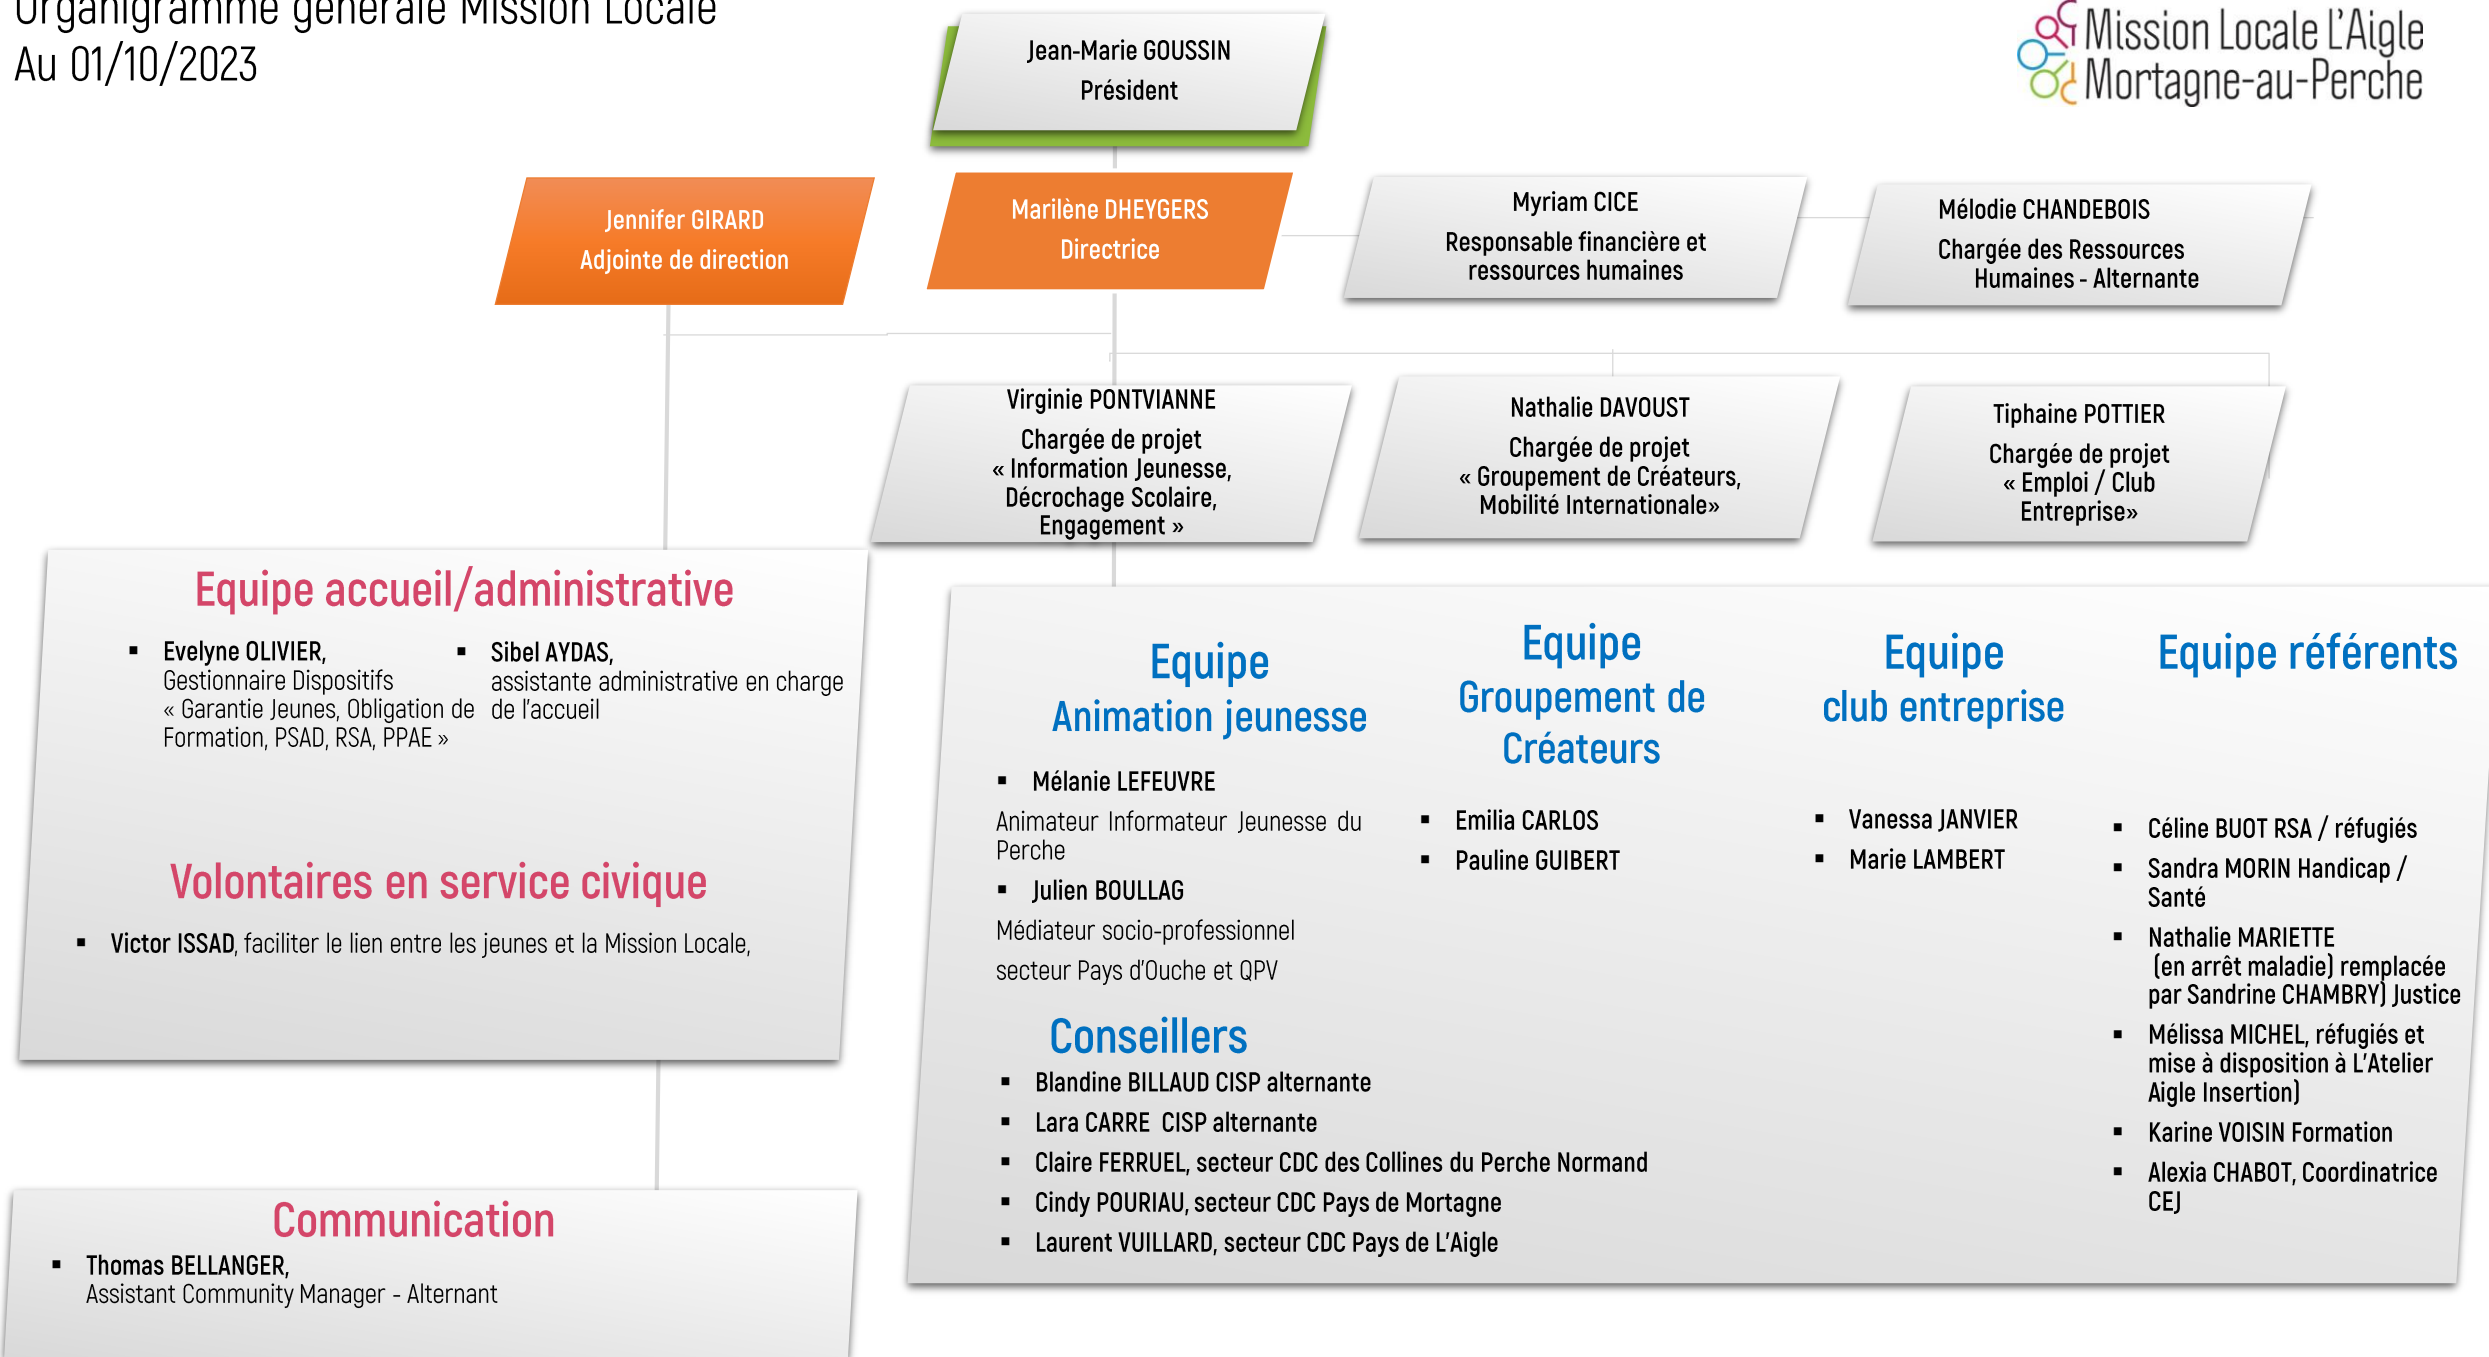 Organigramme générale Mission Locale
Au 01/10/2023
Mission Locale L'Aigle
Mortagne-au-Perche
Jean-Marie GOUSSIN
Président
Jennifer GIRARD
Adjointe de direction
Marilène DHEYGERS
Directrice
Myriam CICE
Responsable financière et
ressources humaines
Mélodie CHANDEBOIS
Chargée des Ressources
Humaines - Alternante
Virginie PONTVIANNE
Chargée de projet
« Information Jeunesse,
Décrochage Scolaire,
Engagement »
Nathalie DAVOUST
Chargée de projet
« Groupement de Créateurs,
Mobilité Internationale»
Tiphaine POTTIER
Chargée de projet
« Emploi / Club
Entreprise»
Equipe accueil/administrative
▪ Evelyne OLIVIER,
Gestionnaire Dispositifs
« Garantie Jeunes, Obligation de
Formation, PSAD, RSA, PPAE »
▪ Sibel AYDAS,
assistante administrative en charge
de l'accueil
Volontaires en service civique
▪ Victor ISSAD, faciliter le lien entre les jeunes et la Mission Locale,
Communication
▪ Thomas BELLANGER,
Assistant Community Manager - Alternant
Equipe
Animation jeunesse
▪ Mélanie LEFEUVRE
Animateur Informateur Jeunesse du
Perche
▪ Julien BOULLAG
Médiateur socio-professionnel
secteur Pays d'Ouche et QPV
Conseillers
▪ Blandine BILLAUD CISP alternante
▪ Lara CARRE CISP alternante
▪ Claire FERRUEL, secteur CDC des Collines du Perche Normand
▪ Cindy POURIAU, secteur CDC Pays de Mortagne
▪ Laurent VUILLARD, secteur CDC Pays de L'Aigle
Equipe
Groupement de
Créateurs
▪ Emilia CARLOS
▪ Pauline GUIBERT
Equipe
club entreprise
▪ Vanessa JANVIER
▪ Marie LAMBERT
Equipe référents
▪ Céline BUOT RSA / réfugiés
▪ Sandra MORIN Handicap /
Santé
▪ Nathalie MARIETTE
(en arrêt maladie) remplacée
par Sandrine CHAMBRY) Justice
▪ Mélissa MICHEL, réfugiés et
mise à disposition à L'Atelier
Aigle Insertion)
▪ Karine VOISIN Formation
▪ Alexia CHABOT, Coordinatrice
CEJ